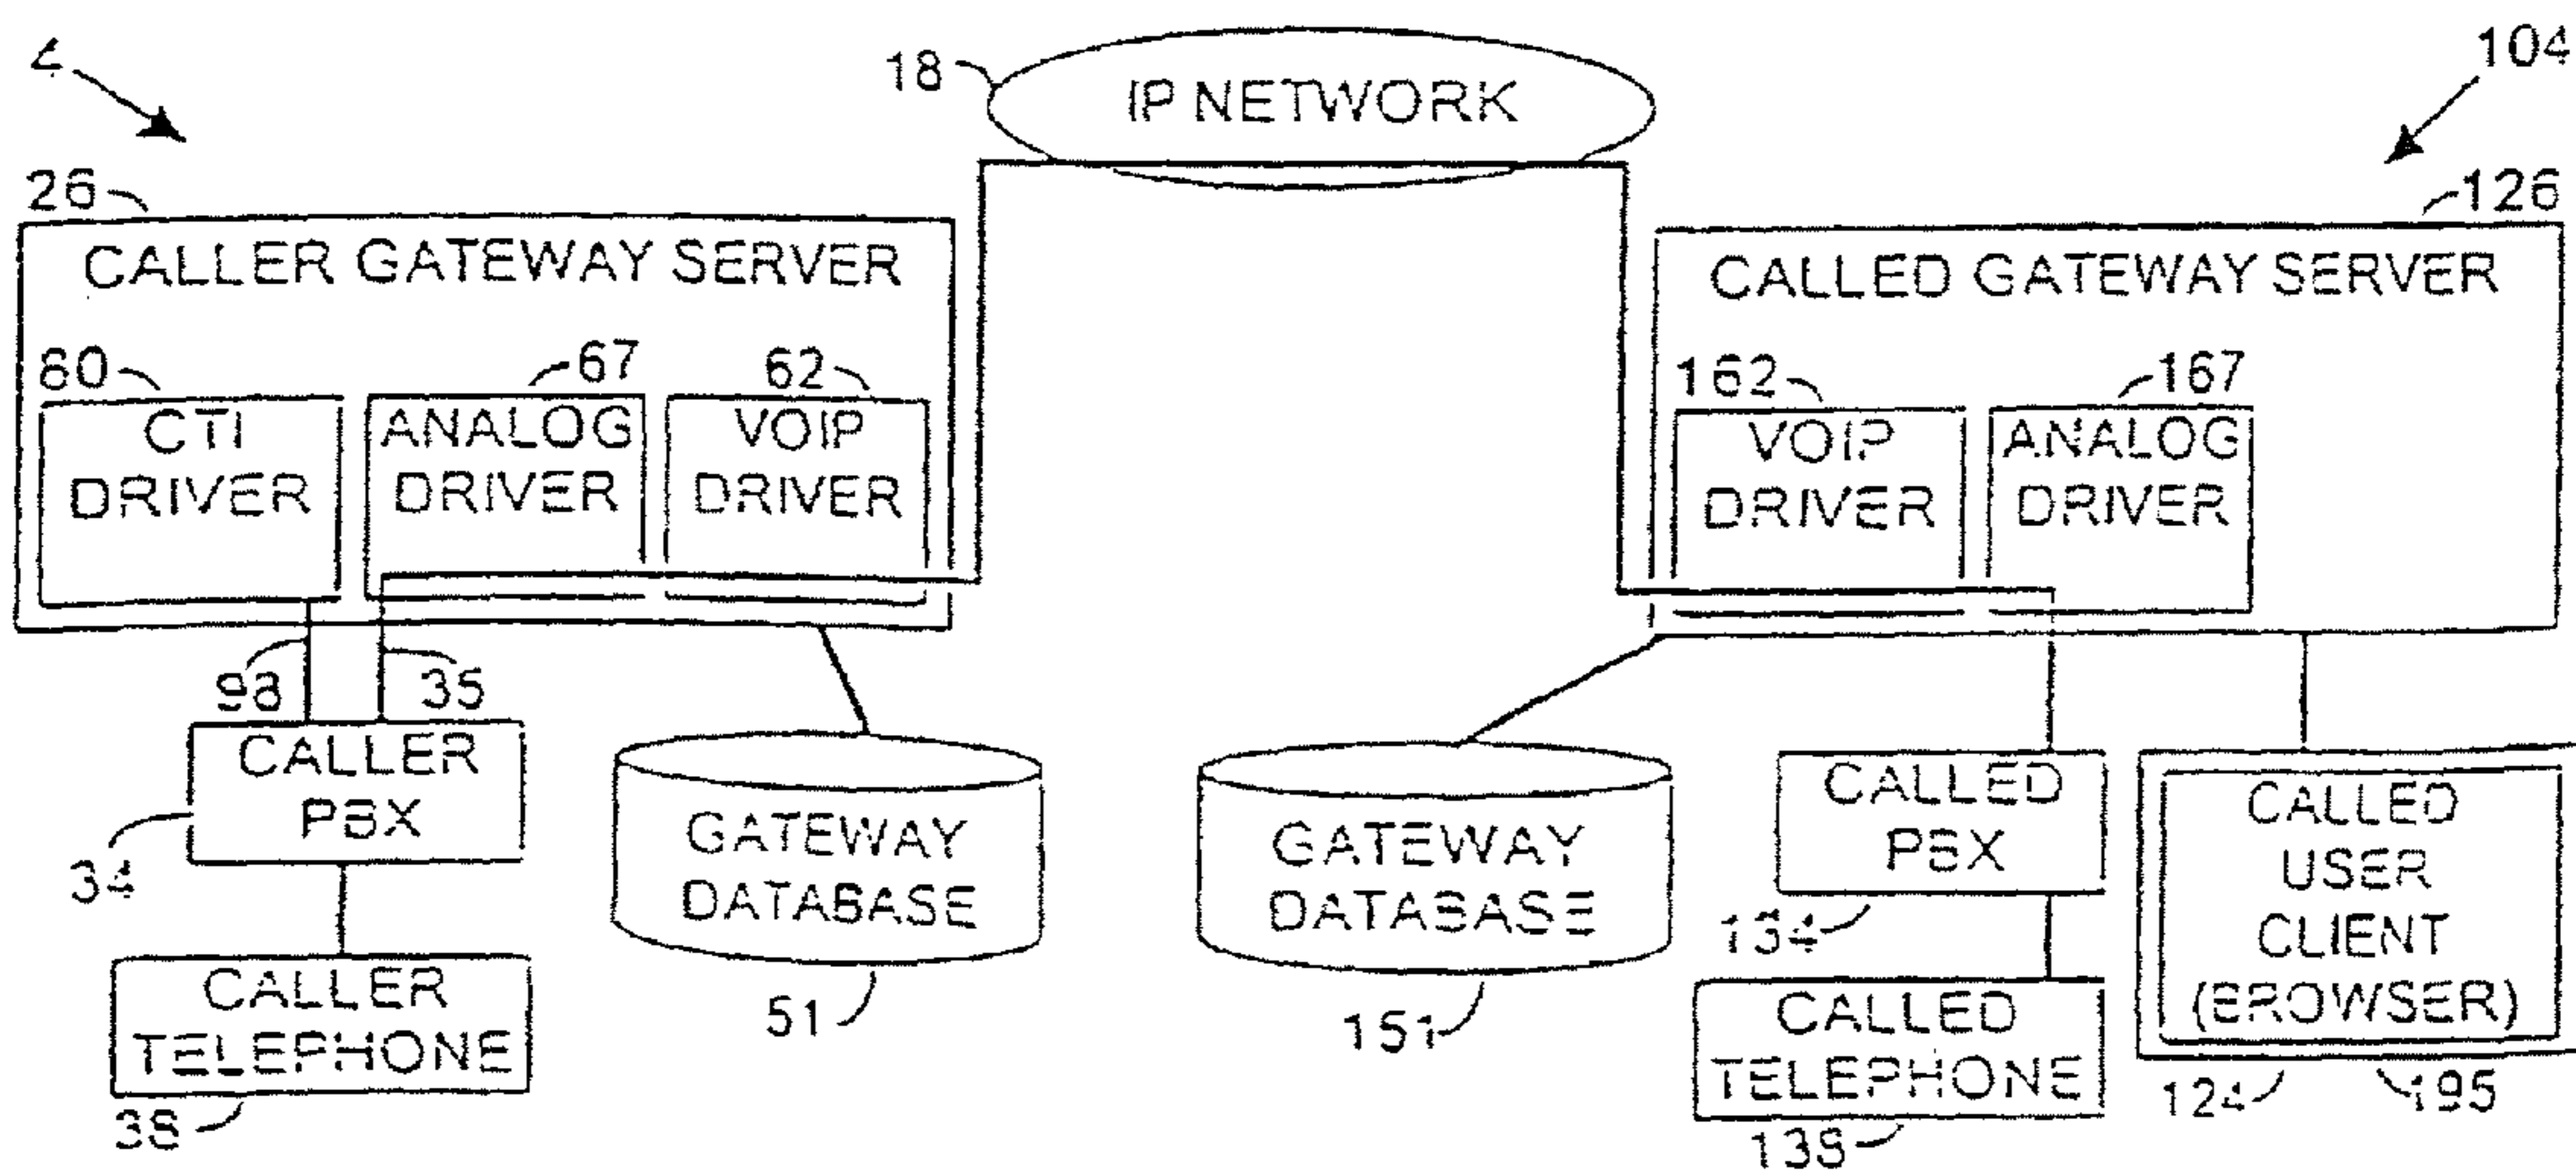 4
104
18
IP NETWORK
26
CALLER GATEWAY SERVER
60
67
62
CTI
DRIVER
ANALOG
DRIVER
VOIP
DRIVER
126
CALLED GATEWAY SERVER
162
167
VOIP
DRIVER
ANALOG
DRIVER
98
35
CALLER
PBX
34
CALLER
TELEPHONE
38
GATEWAY
DATABASE
51
GATEWAY
DATABASE
151
CALLED
PBX
134
CALLED
TELEPHONE
138
CALLED
USER
CLIENT
(BROWSER)
124
195